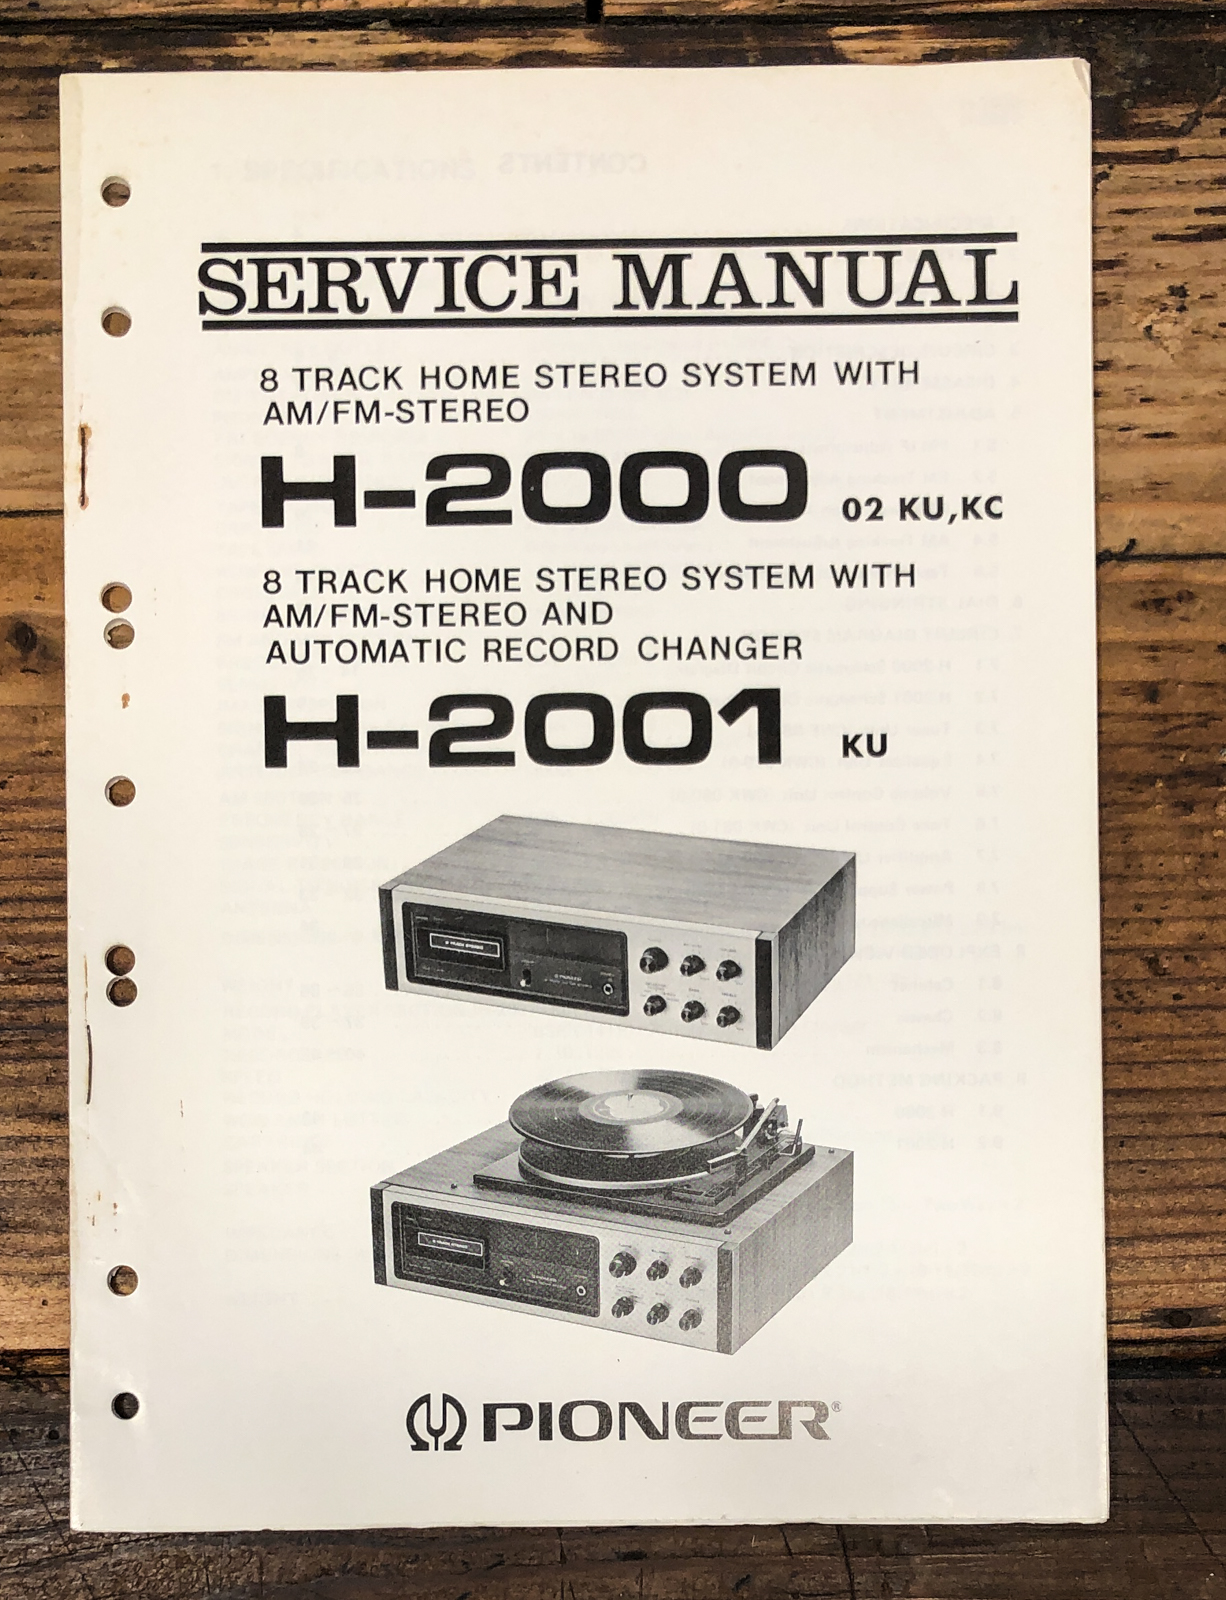 SERVICE MANUAL
8 TRACK HOME STEREO SYSTEM WITH
AM/FM-STEREO
H-2000 02 KU,KC
8 TRACK HOME STEREO SYSTEM WITH
AM/FM-STEREO AND
AUTOMATIC RECORD CHANGER
H-2001 KU
PIONEER®